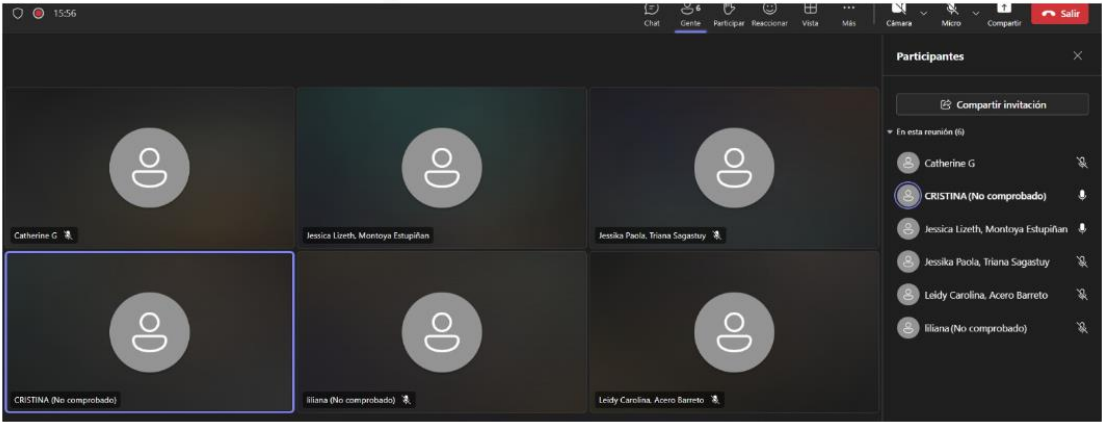 15:56
Chat
6
Gente
Participar
Reaccionar
Vista
Más
Cámara
Micro
Compartir
Salir
Catherine G
Jessica Lizeth, Montoya Estupiñan
Jessika Paola, Triana Sagastuy
CRISTINA (No comprobado)
liliana (No comprobado)
Leidy Carolina, Acero Barreto
Participantes
Compartir invitación
En esta reunión (6)
Catherine G
CRISTINA (No comprobado)
Jessica Lizeth, Montoya Estupiñan
Jessika Paola, Triana Sagastuy
Leidy Carolina, Acero Barreto
liliana (No comprobado)